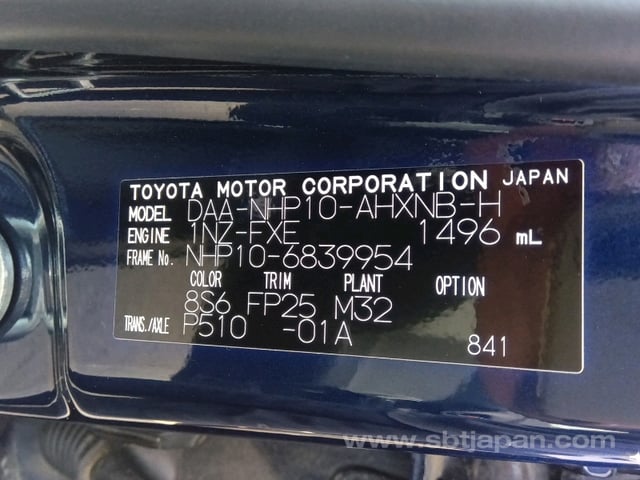 TOYOTA MOTOR CORPORATION JAPAN
MODEL DAA-NHP10-AHXNB-H
ENGINE 1NZ-FXE 1496 mL
FRAME No. NHP10-6839954
COLOR TRIM PLANT OPTION
8S6 FP25 M32
TRANS./AXLE P510 -01A
841
www.sbtjapan.com